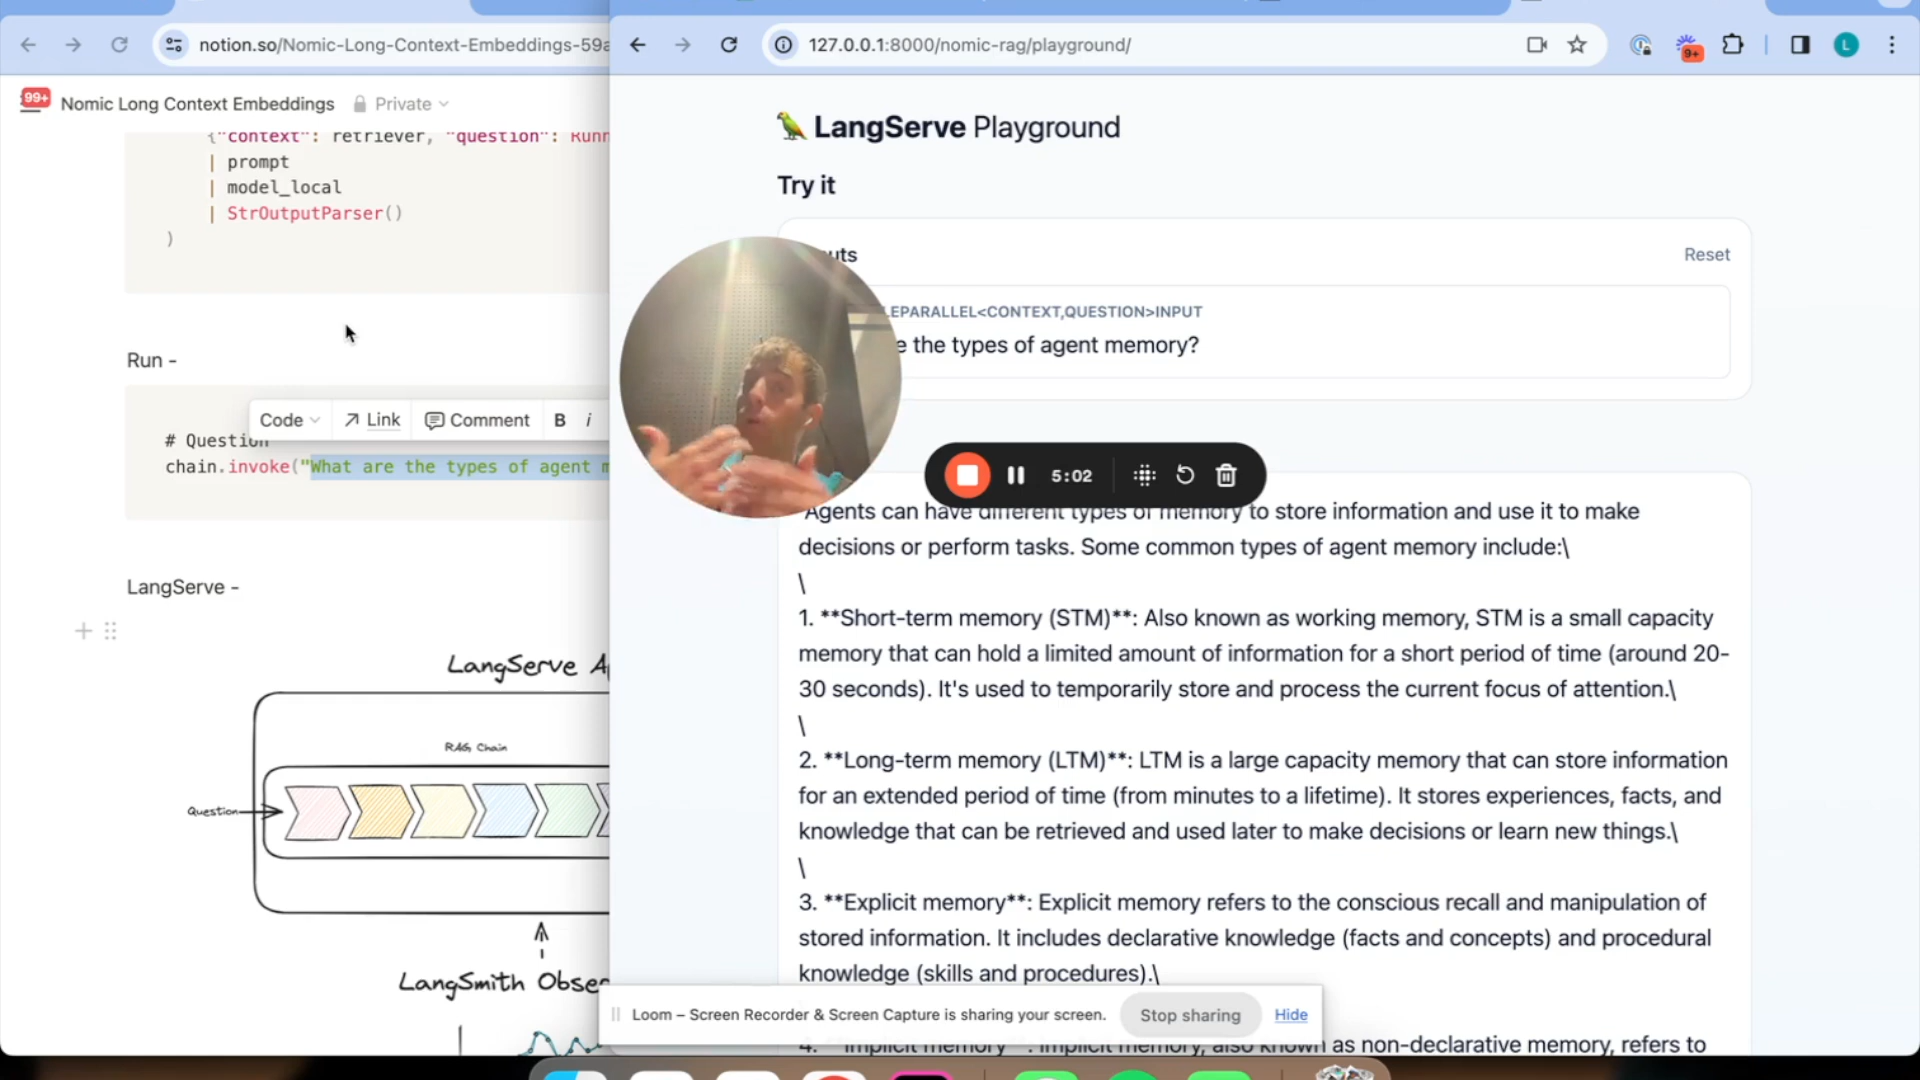 notion.so/Nomic-Long-Context-Embeddings-59a
99+
Nomic Long Context Embeddings Private
{"context": retriever, "question": Runn
| prompt
| model_local
| StrOutputParser()
)
Run -
Code Link Comment B i
# Question
chain.invoke("What are the types of agent m
LangServe -
LangServe A
RAG Chain
Question
LangSmith Obse
127.0.0.1:8000/nomic-rag/playground/
9+
L
LangServe Playground
Try it
uts
Reset
LEPARALLEL<CONTEXT,QUESTION>INPUT
e the types of agent memory?
5:02
Agents can have different types of memory to store information and use it to make
decisions or perform tasks. Some common types of agent memory include:\
\
1. **Short-term memory (STM)**: Also known as working memory, STM is a small capacity
memory that can hold a limited amount of information for a short period of time (around 20-
30 seconds). It's used to temporarily store and process the current focus of attention.\
\
2. **Long-term memory (LTM)**: LTM is a large capacity memory that can store information
for an extended period of time (from minutes to a lifetime). It stores experiences, facts, and
knowledge that can be retrieved and used later to make decisions or learn new things.\
\
3. **Explicit memory**: Explicit memory refers to the conscious recall and manipulation of
stored information. It includes declarative knowledge (facts and concepts) and procedural
knowledge (skills and procedures).\
Loom – Screen Recorder & Screen Capture is sharing your screen. Stop sharing Hide
4. **Implicit memory**: Implicit memory, also known as non-declarative memory, refers to